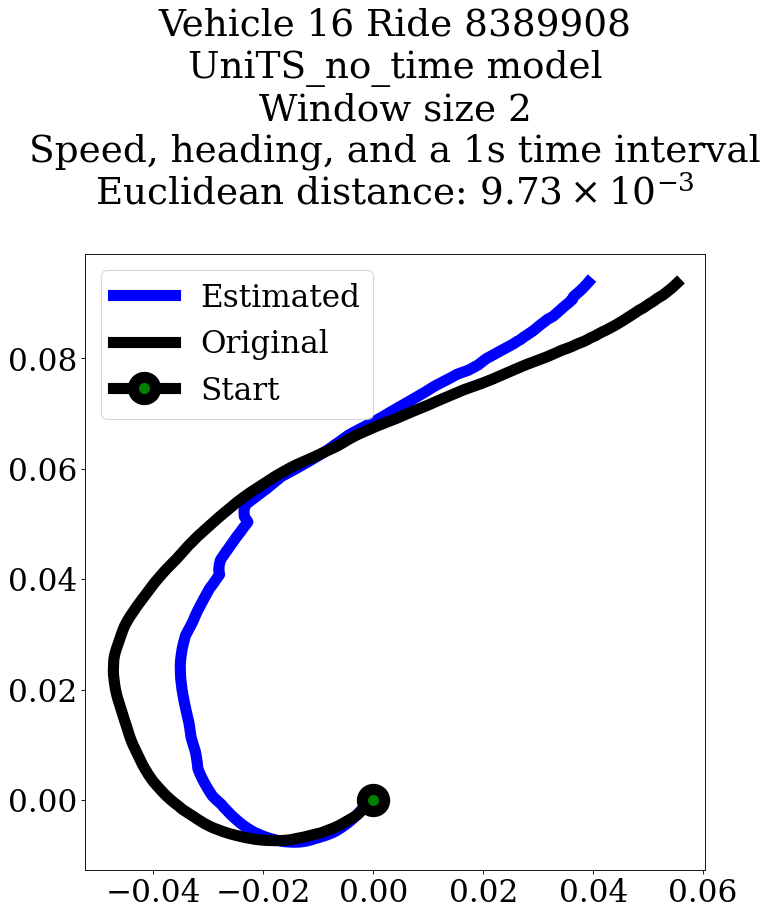 Vehicle 16 Ride 8389908
UniTS_no_time model
Window size 2
Speed, heading, and a 1s time interval
Euclidean distance: 9.73 × 10⁻³
Estimated
Original
Start
0.08
0.06
0.04
0.02
0.00
−0.04 −0.02 0.00 0.02 0.04 0.06